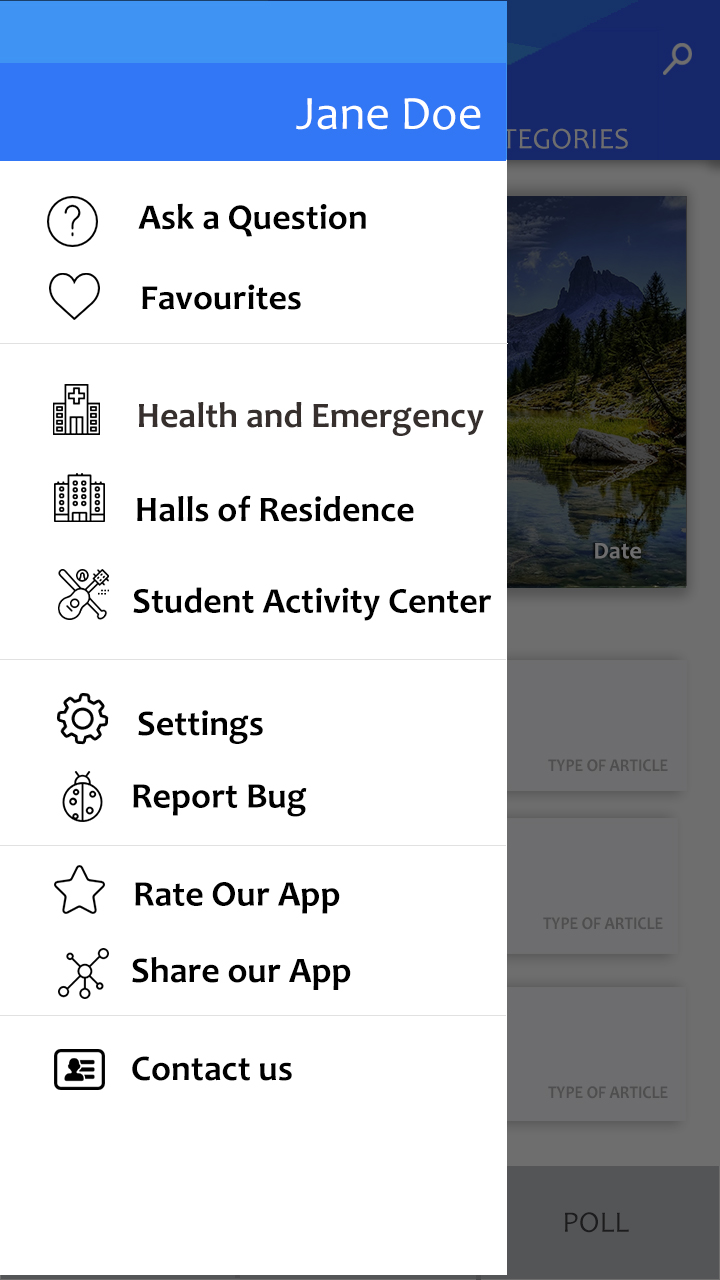 Jane Doe
TEGORIES
Ask a Question
Favourites
Health and Emergency
Halls of Residence
Date
Student Activity Center
Settings
TYPE OF ARTICLE
Report Bug
Rate Our App
TYPE OF ARTICLE
Share our App
Contact us
TYPE OF ARTICLE
POLL